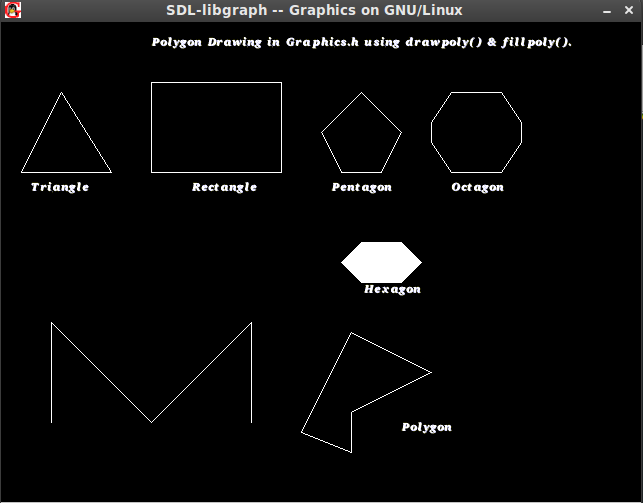 SDL-libgraph -- Graphics on GNU/Linux
Polygon Drawing in Graphics.h using drawpoly() & fillpoly().
Triangle
Rectangle
Pentagon
Octagon
Hexagon
Polygon